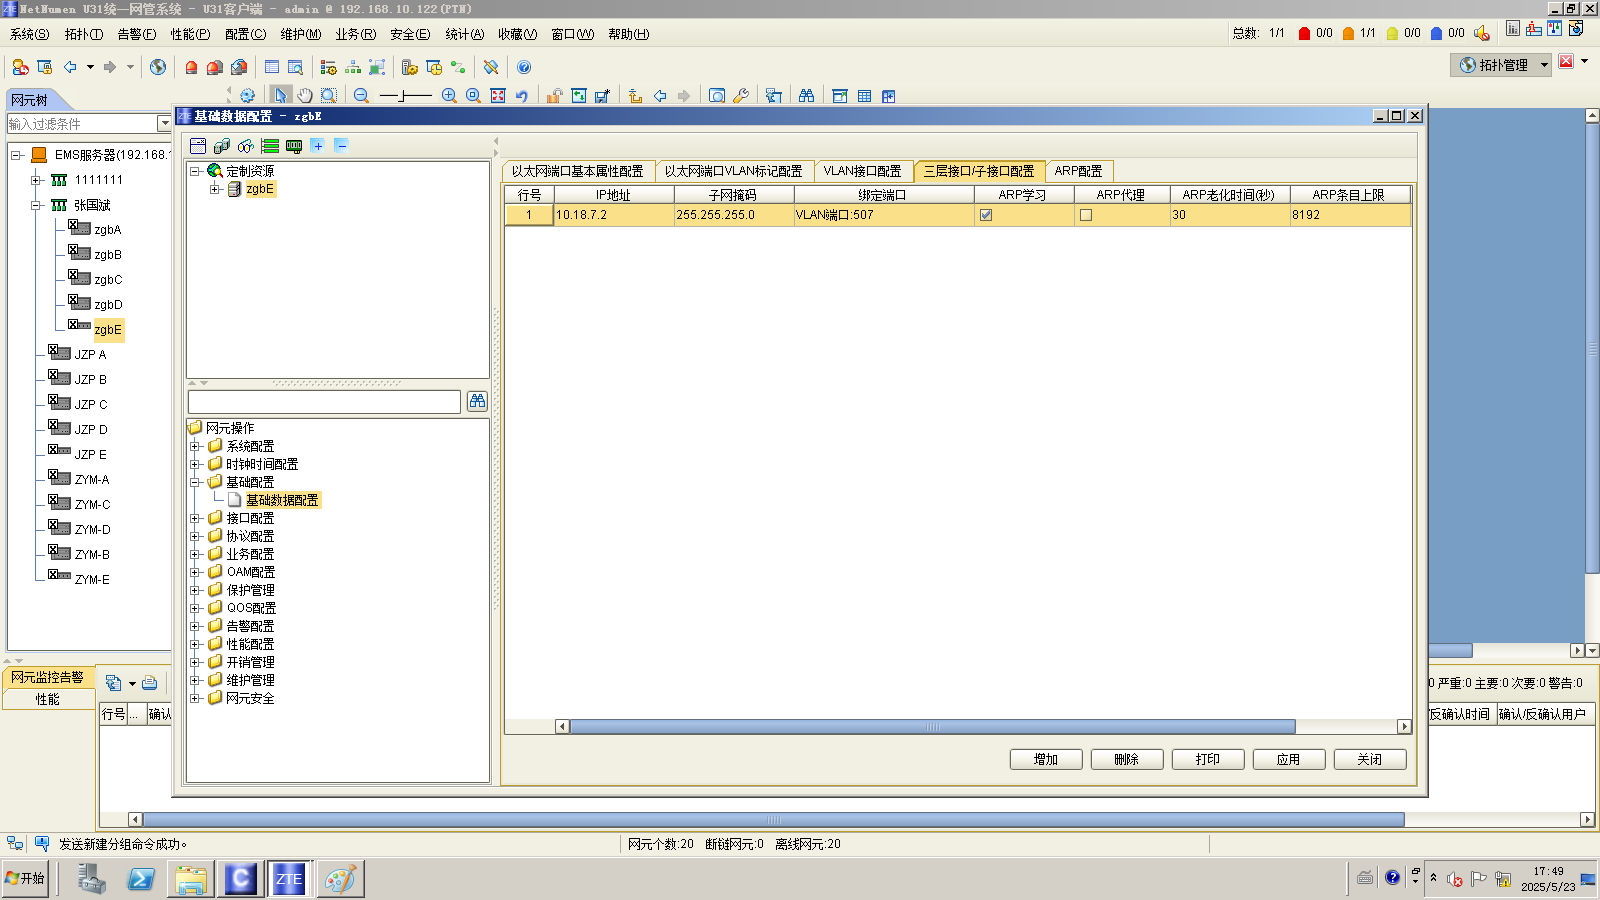 NetNumen U31统一网管系统 - U31客户端 - admin @ 192.168.10.122(PTN)
系统(S) 拓扑(T) 告警(F) 性能(P) 配置(C) 维护(M) 业务(R) 安全(E) 统计(A) 收藏(V) 窗口(W) 帮助(H)
总数: 1/1 0/0 1/1 0/0 0/0
拓扑管理
网元树
输入过滤条件
EMS服务器(192.168.1
1111111
张国斌
zgbA
zgbB
zgbC
zgbD
zgbE
JZP A
JZP B
JZP C
JZP D
JZP E
ZYM-A
ZYM-C
ZYM-D
ZYM-B
ZYM-E
基础数据配置 - zgbE
定制资源
zgbE
网元操作
系统配置
时钟时间配置
基础配置
基础数据配置
接口配置
协议配置
业务配置
OAM配置
保护管理
QOS配置
告警配置
性能配置
开销管理
维护管理
网元安全
以太网端口基本属性配置 以太网端口VLAN标记配置 VLAN接口配置 三层接口/子接口配置 ARP配置
行号 IP地址 子网掩码 绑定端口 ARP学习 ARP代理 ARP老化时间(秒) ARP条目上限
1 10.18.7.2 255.255.255.0 VLAN端口:507 30 8192
增加 删除 打印 应用 关闭
网元监控告警
性能
0 严重:0 主要:0 次要:0 警告:0
行号 ... 确认 /反确认时间 确认/反确认用户
发送新建分组命令成功。 网元个数:20 断链网元:0 离线网元:20
开始 ZTE
17:49
2025/5/23